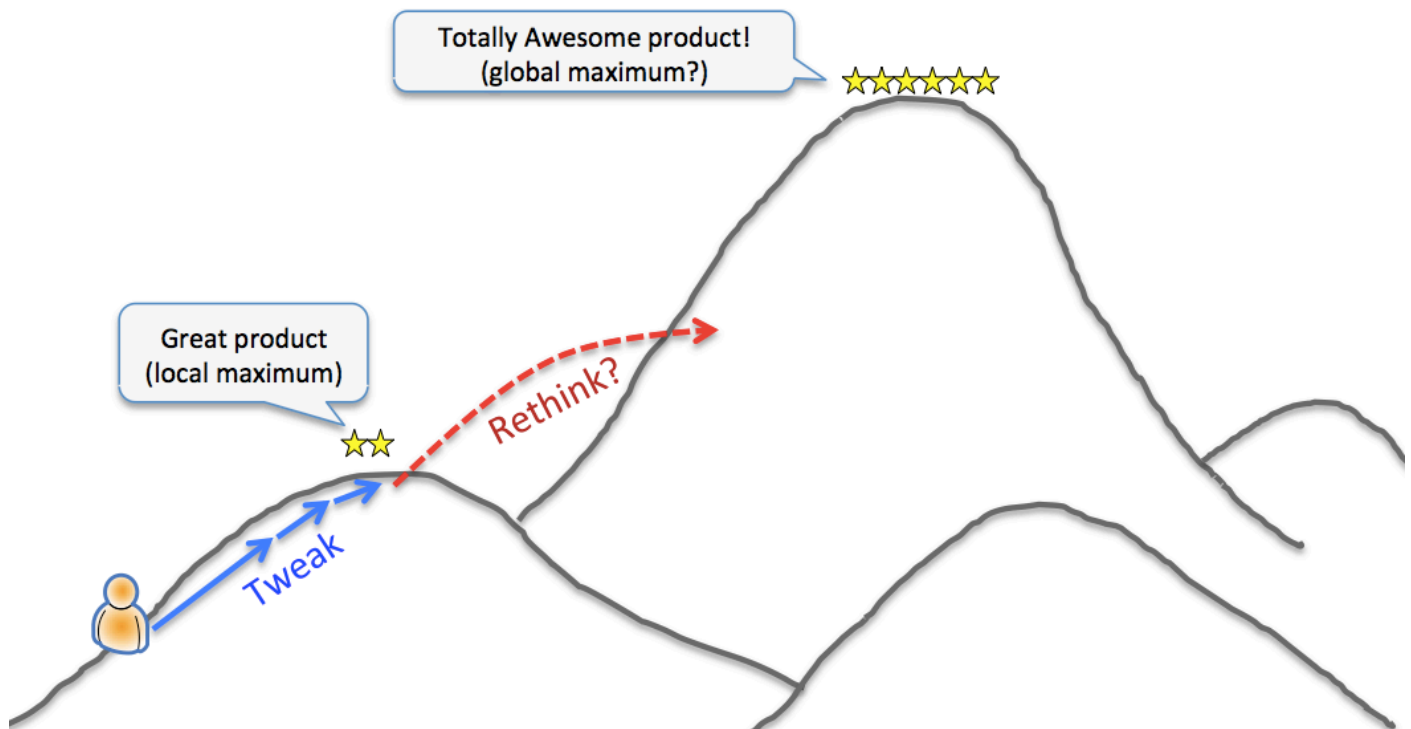 Totally Awesome product!
(global maximum?)
Great product
(local maximum)
Rethink?
Tweak